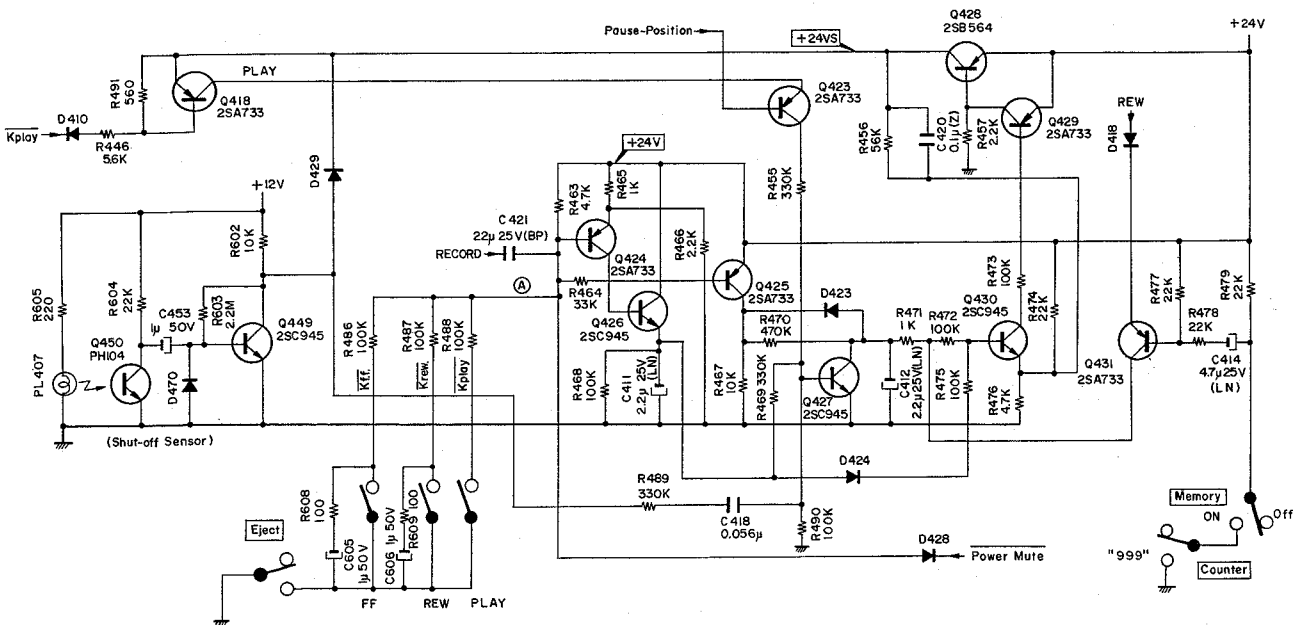 Pause-Position
+24VS
Q428
2SB564
+24V
R491
560
PLAY
Q418
2SA733
Q423
2SA733
D410
Kplay
R446
5.6K
R456
56K
C420
0.1μ(Z)
R457
2.2K
Q429
2SA733
REW
D418
D429
+24V
R463
4.7K
R465
1K
R455
330K
+12V
R602
10K
C421
22μ 25V(BP)
RECORD
Q424
2SA733
R466
2.2K
Q425
2SA733
R605
220
R604
22K
C453
1μ 50V
R603
2.2M
A
R464
33K
Q426
2SC945
D423
R470
470K
R471
1K
R472
100K
Q430
2SC945
R473
100K
R474
22K
R477
22K
R479
22K
R478
22K
Q450
PH104
Q449
2SC945
PL407
D470
R486
100K
Kff.
R487
100K
Krew.
R488
100K
Kplay
R468
100K
C411
2.2μ 25V
(LN)
R467
10K
R469 330K
Q427
2SC945
C412
2.2μ25V(LN)
R475
100K
R476
4.7K
Q431
2SA733
C414
4.7μ25V
(LN)
(Shut-off Sensor)
D424
R489
330K
C418
0.056μ
R490
100K
R608
100
C605
1μ50V
C606 1μ50V
R609 100
Eject
D428
Power Mute
Memory
ON
Off
"999"
Counter
FF
REW
PLAY